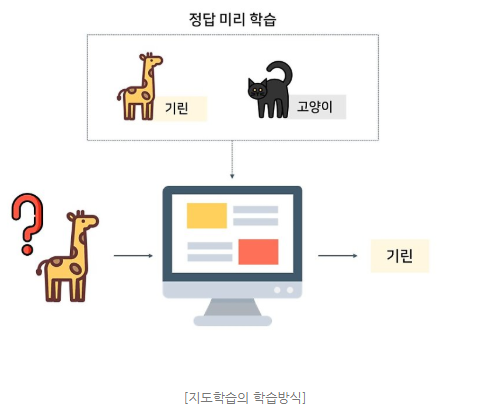 정답 미리 학습
기린
고양이
기린
[지도학습의 학습방식]